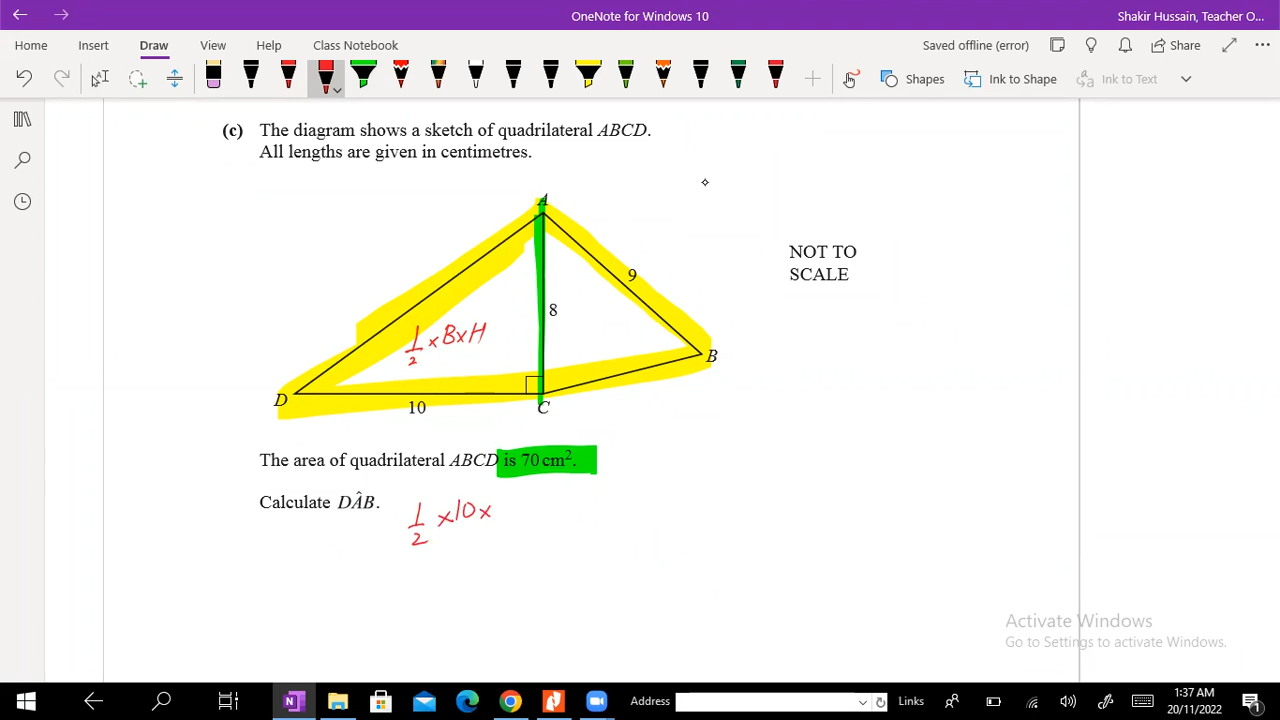 OneNote for Windows 10
Shakir Hussain, Teacher O...
Home Insert Draw View Help Class Notebook
Saved offline (error) Share
Shapes Ink to Shape Ink to Text
(c) The diagram shows a sketch of quadrilateral ABCD.
All lengths are given in centimetres.
A
NOT TO
SCALE
9
8
1/2 × B×H
B
D
10
C
The area of quadrilateral ABCD is 70 cm².
Calculate DÂB.
1/2 ×10×
Activate Windows
Go to Settings to activate Windows.
Address
Links
1:37 AM
20/11/2022
1